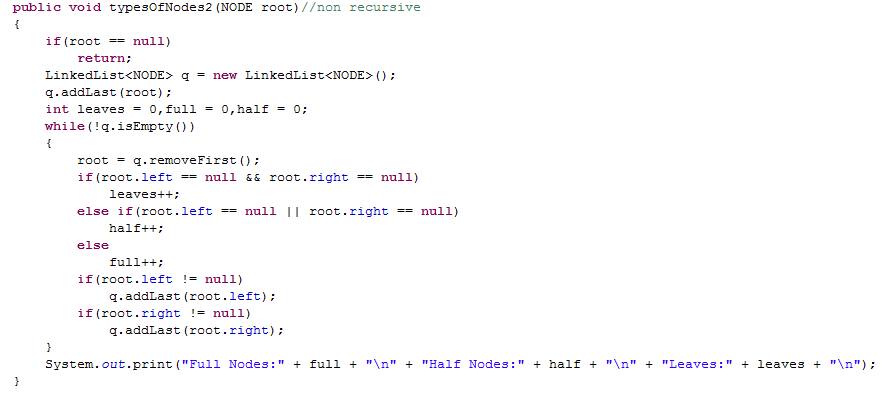 public void typesOfNodes2(NODE root)//non recursive
{
if(root == null)
return;
LinkedList<NODE> q = new LinkedList<NODE>();
q.addLast(root);
int leaves = 0,full = 0,half = 0;
while(!q.isEmpty())
{
root = q.removeFirst();
if(root.left == null && root.right == null)
leaves++;
else if(root.left == null || root.right == null)
half++;
else
full++;
if(root.left != null)
q.addLast(root.left);
if(root.right != null)
q.addLast(root.right);
}
System.out.print("Full Nodes:" + full + "\n" + "Half Nodes:" + half + "\n" + "Leaves:" + leaves + "\n");
}